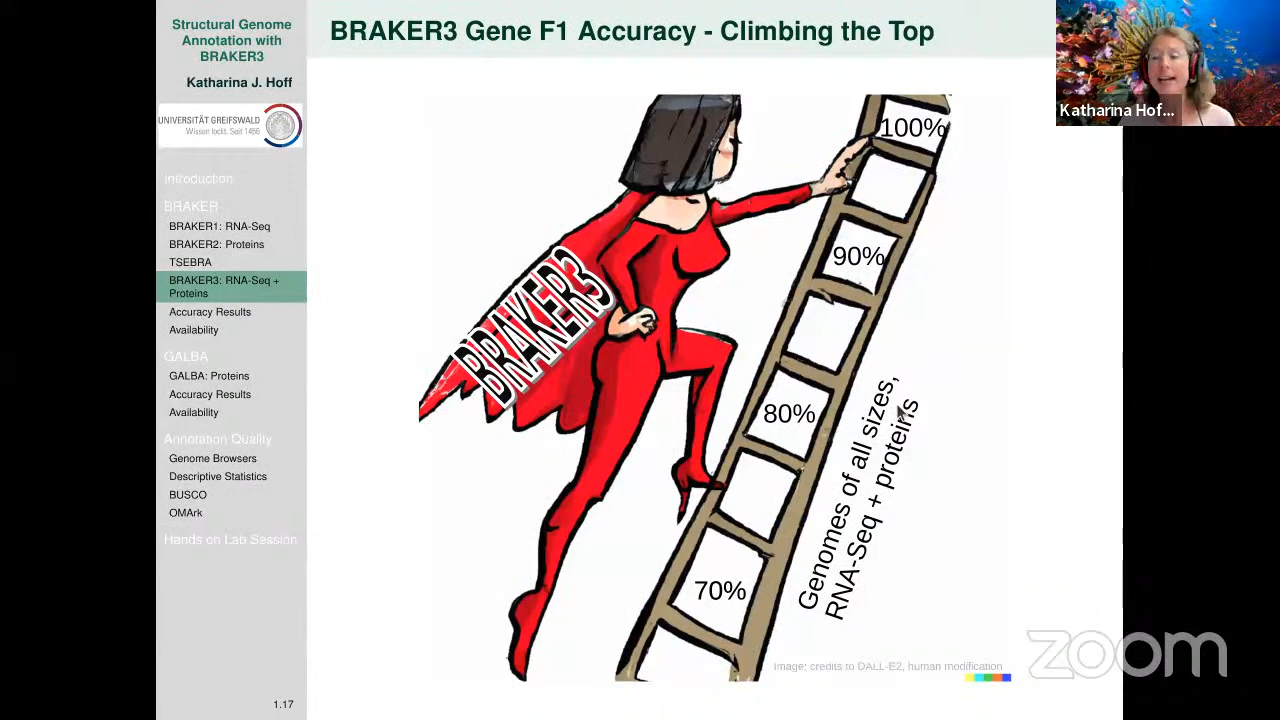 Structural Genome
Annotation with
BRAKER3
Katharina J. Hoff
UNIVERSITÄT GREIFSWALD
Wissen lockt. Seit 1456
Introduction
BRAKER
BRAKER1: RNA-Seq
BRAKER2: Proteins
TSEBRA
BRAKER3: RNA-Seq +
Proteins
Accuracy Results
Availability
GALBA
GALBA: Proteins
Accuracy Results
Availability
Annotation Quality
Genome Browsers
Descriptive Statistics
BUSCO
OMArk
Hands on Lab Session
1.17
BRAKER3 Gene F1 Accuracy - Climbing the Top
BRAKER3
100%
90%
80%
70%
Genomes of all sizes,
RNA-Seq + proteins
Image: credits to DALL-E2, human modification
Katharina Hof...
zoom